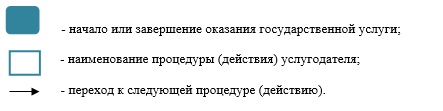 - начало или завершение оказания государственной услуги;
- наименование процедуры (действия) услугодателя;
- переход к следующей процедуре (действию).